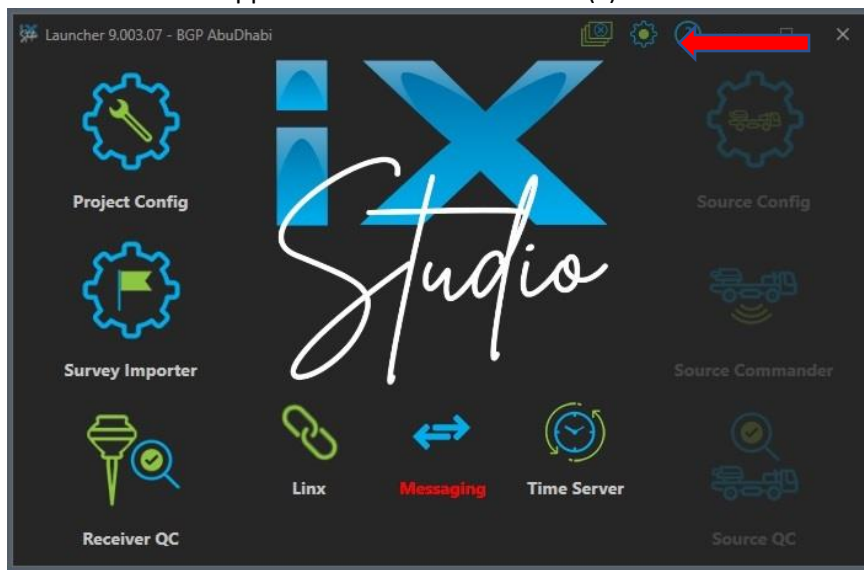 Launcher 9.003.07 - BGP AbuDhabi
iX
Studio
Project Config
Source Config
Survey Importer
Source Commander
Linx
Messaging
Time Server
Receiver QC
Source QC